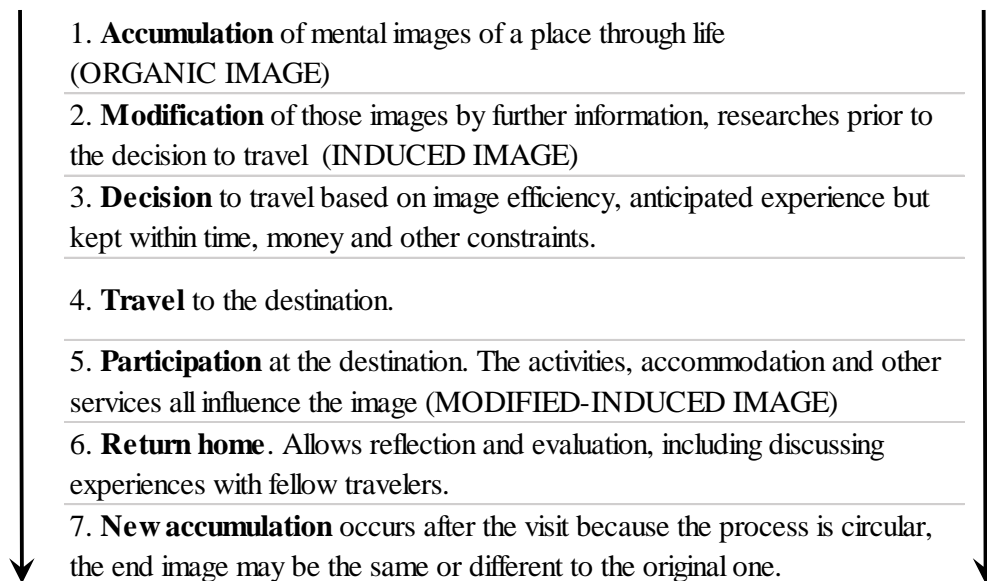 1. Accumulation of mental images of a place through life
(ORGANIC IMAGE)
2. Modification of those images by further information, researches prior to
the decision to travel (INDUCED IMAGE)
3. Decision to travel based on image efficiency, anticipated experience but
kept within time, money and other constraints.
4. Travel to the destination.
5. Participation at the destination. The activities, accommodation and other
services all influence the image (MODIFIED-INDUCED IMAGE)
6. Return home. Allows reflection and evaluation, including discussing
experiences with fellow travelers.
7. New accumulation occurs after the visit because the process is circular,
the end image may be the same or different to the original one.